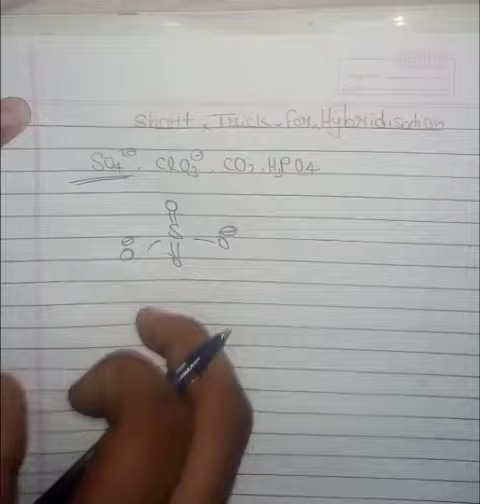 Short Trick for Hybridisation
SO4²⊖, ClO3⊖, CO2, H3PO4
O
S
⊖O O⊖
O